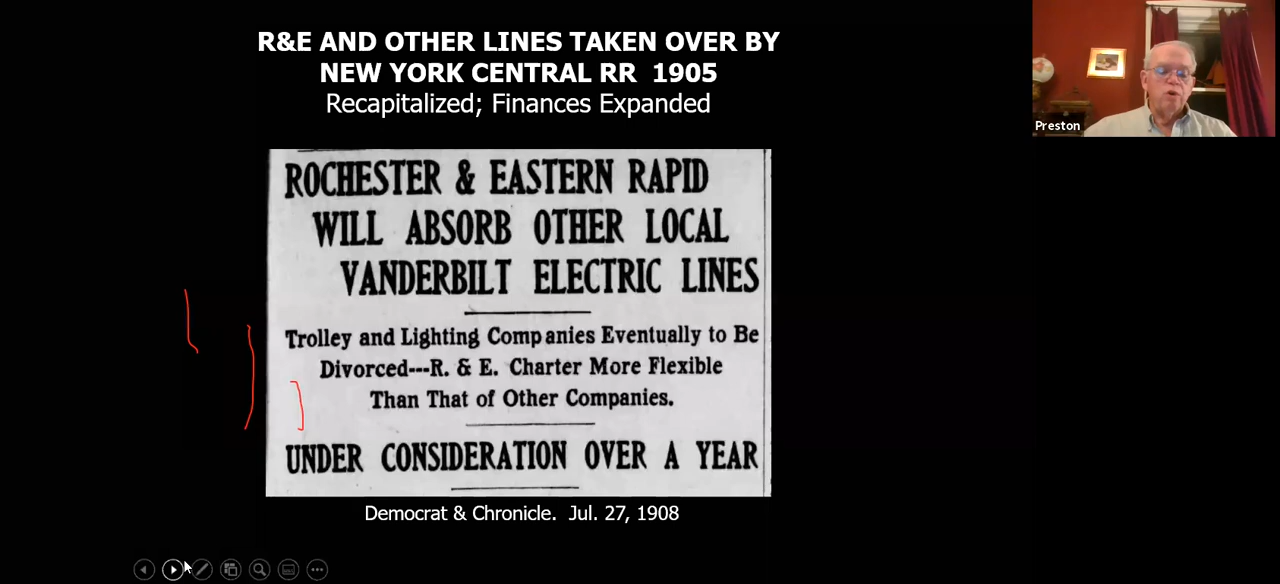 R&E AND OTHER LINES TAKEN OVER BY
NEW YORK CENTRAL RR 1905
Recapitalized; Finances Expanded
ROCHESTER & EASTERN RAPID
WILL ABSORB OTHER LOCAL
VANDERBILT ELECTRIC LINES
Trolley and Lighting Companies Eventually to Be
Divorced---R. & E. Charter More Flexible
Than That of Other Companies.
UNDER CONSIDERATION OVER A YEAR
Democrat & Chronicle. Jul. 27, 1908
Preston